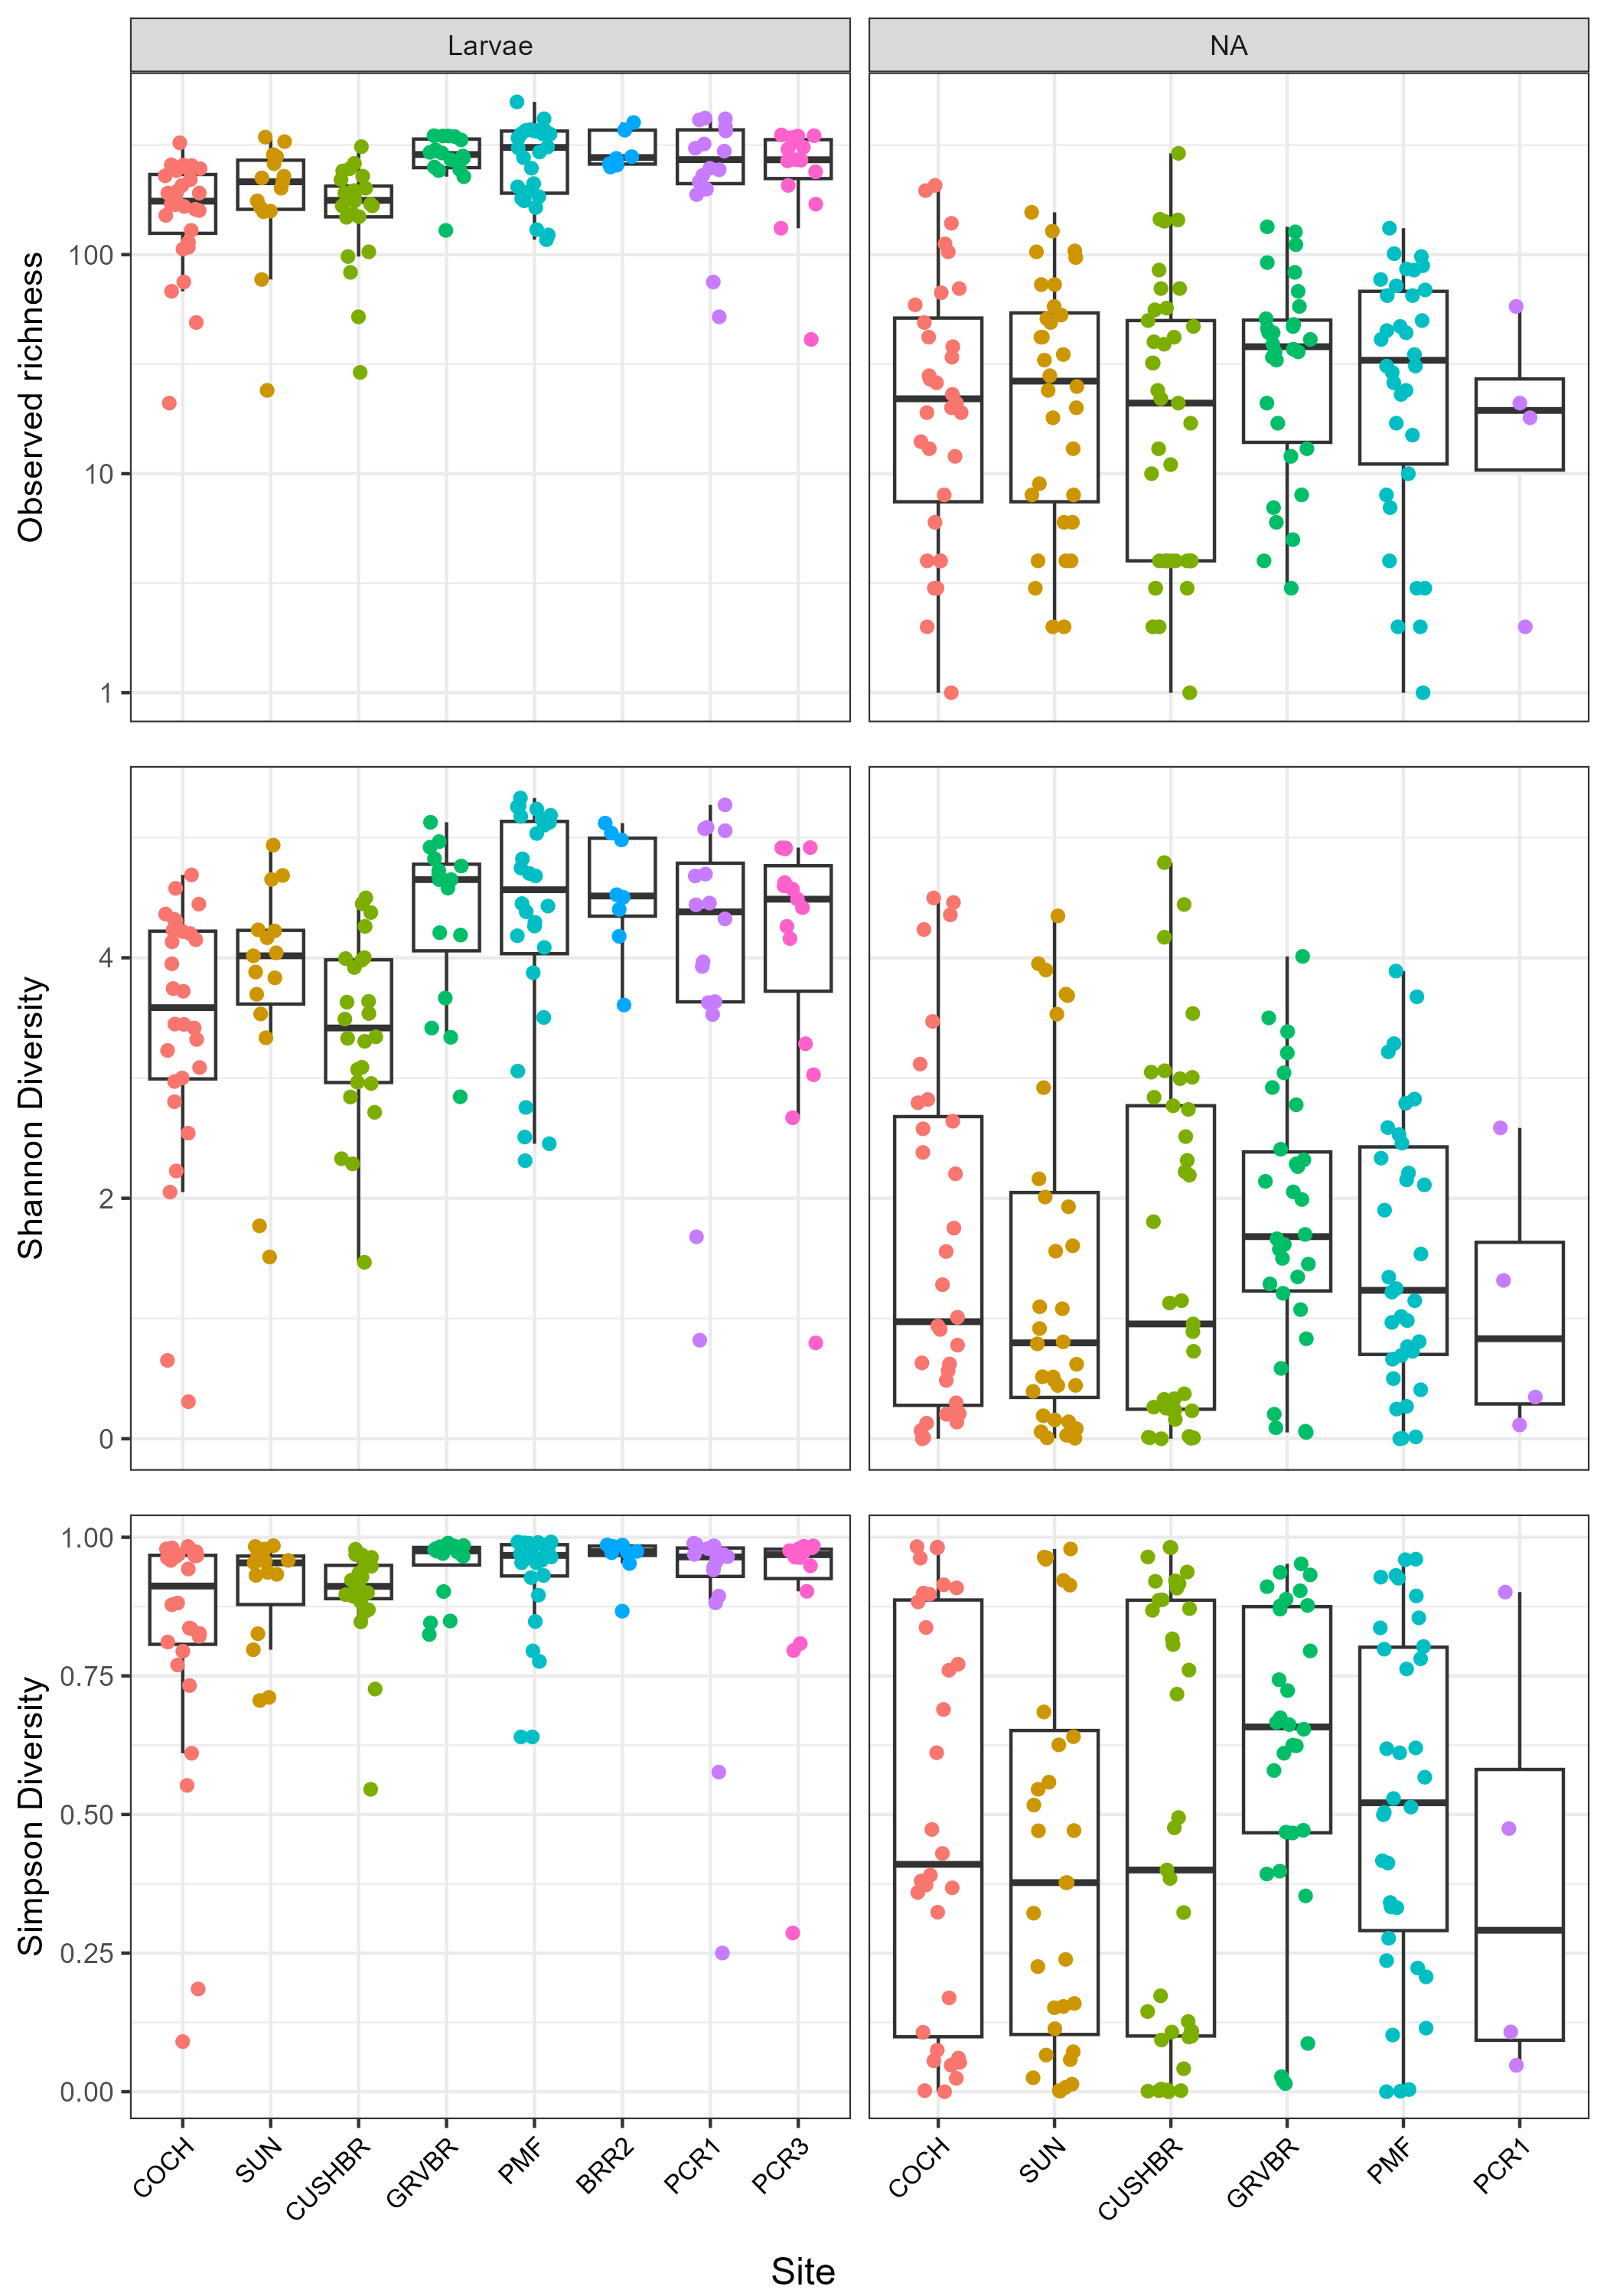 Larvae NA
Observed richness
100
10
1
Shannon Diversity
4
2
0
Simpson Diversity
1.00
0.75
0.50
0.25
0.00
COCH SUN CUSHBR GRVBR PMF BRR2 PCR1 PCR3 COCH SUN CUSHBR GRVBR PMF PCR1
Site